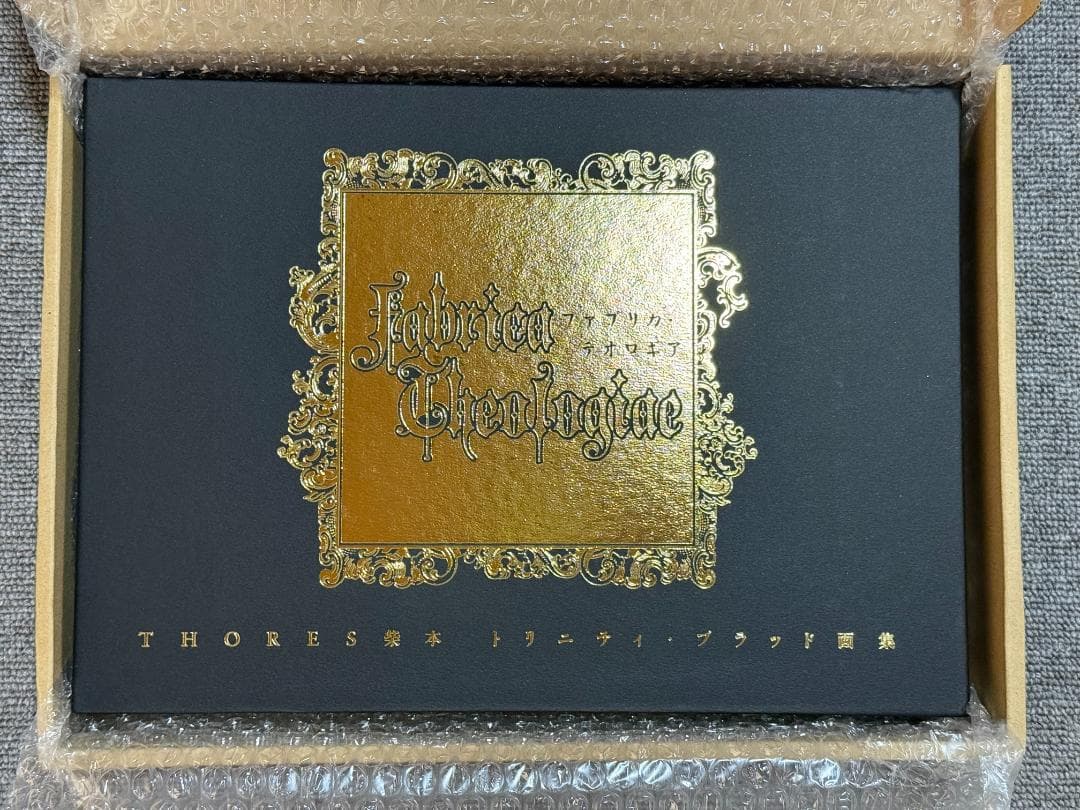 Fabrica
ファブリカ・
テオロギア
Theologiae
THORES柴本 トリニティ・ブラッド画集